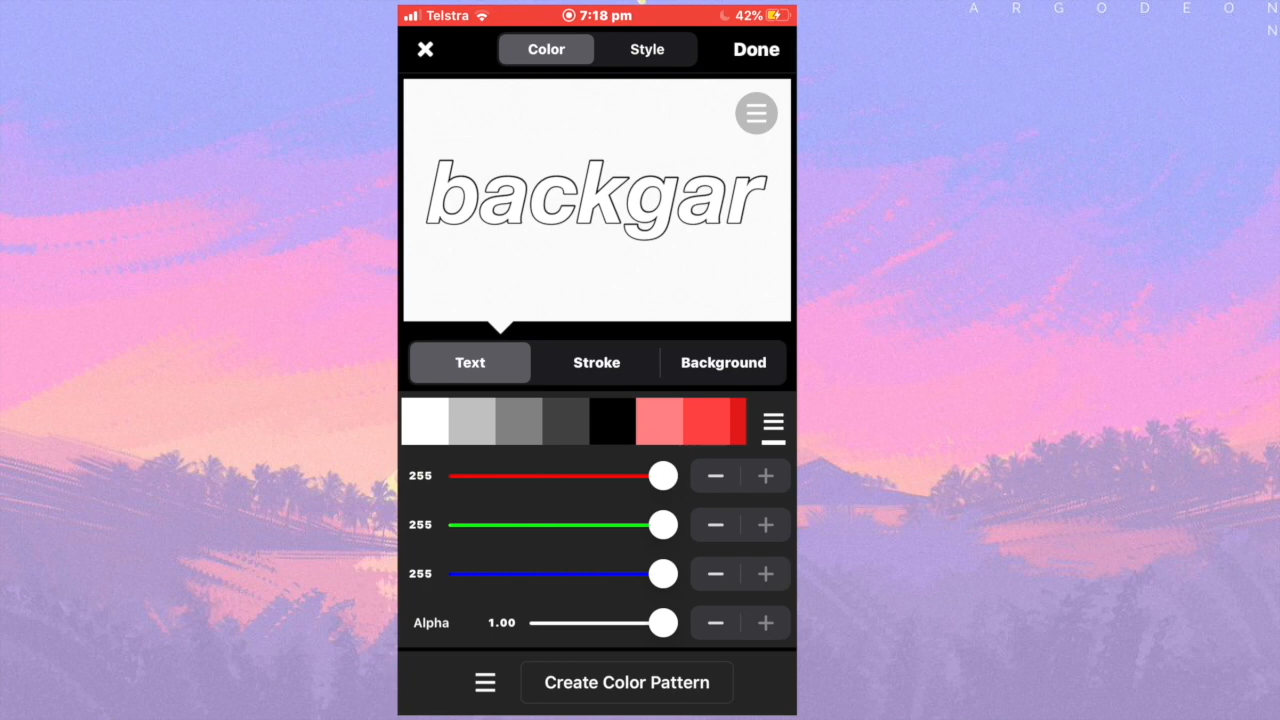 A R G O D E O N
N
Telstra 7:18 pm 42%
Color Style Done
backgar
Text Stroke Background
255
255
255
Alpha 1.00
Create Color Pattern